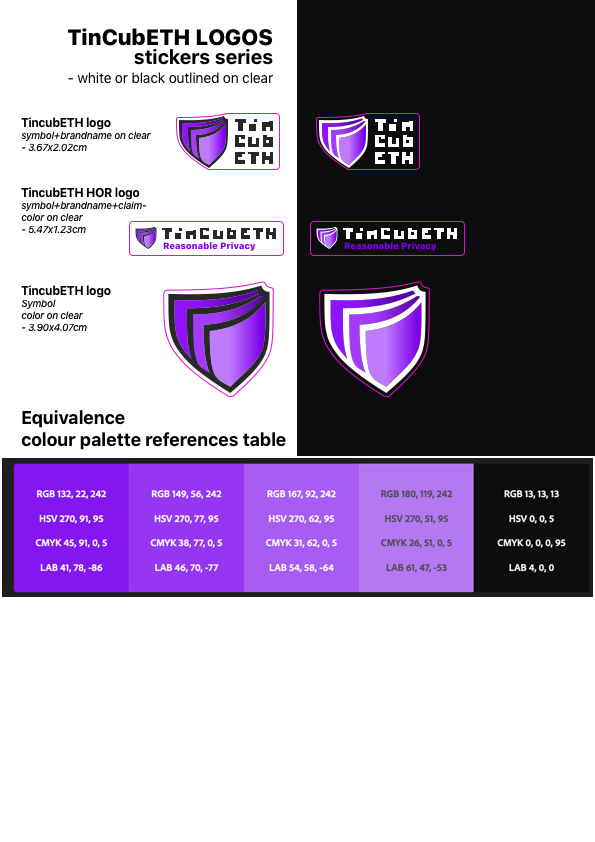 TinCubETH LOGOS
stickers series
- white or black outlined on clear
TincubETH logo
symbol+brandname on clear
- 3.67x2.02cm
Tin
Cub
ETH
Tin
Cub
ETH
TincubETH HOR logo
symbol+brandname+claim-
color on clear
- 5.47x1.23cm
TinCubETH
Reasonable Privacy
TinCubETH
Reasonable Privacy
TincubETH logo
Symbol
color on clear
- 3.90x4.07cm
Equivalence
colour palette references table
RGB 132, 22, 242
HSV 270, 91, 95
CMYK 45, 91, 0, 5
LAB 41, 78, -86
RGB 149, 56, 242
HSV 270, 77, 95
CMYK 38, 77, 0, 5
LAB 46, 70, -77
RGB 167, 92, 242
HSV 270, 62, 95
CMYK 31, 62, 0, 5
LAB 54, 58, -64
RGB 180, 119, 242
HSV 270, 51, 95
CMYK 26, 51, 0, 5
LAB 61, 47, -53
RGB 13, 13, 13
HSV 0, 0, 5
CMYK 0, 0, 0, 95
LAB 4, 0, 0